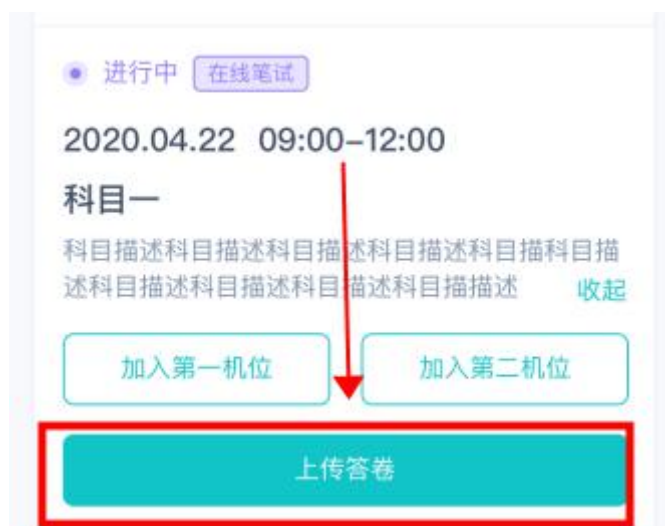 进行中 在线笔试
2020.04.22 09:00-12:00
科目一
科目描述科目描述科目描述科目描述科目描科目描
述科目描述科目描述科目描述科目描描述 收起
加入第一机位 加入第二机位
上传答卷